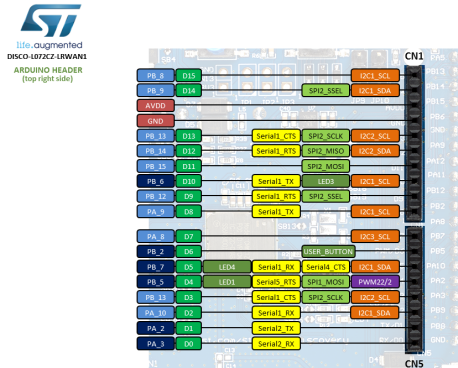 life.augmented
DISCO-L072CZ-LRWAN1
ARDUINO HEADER
(top right side)
CN1
PB_8 D15 I2C1_SCL
PB_9 D14 SPI2_SSEL I2C1_SDA
AVDD
GND
PB_13 D13 Serial1_CTS SPI2_SCLK I2C2_SCL
PB_14 D12 Serial1_RTS SPI2_MISO I2C2_SDA
PB_15 D11 SPI2_MOSI
PB_6 D10 Serial1_TX LED3 I2C1_SCL
PB_12 D9 Serial1_RTS SPI2_SSEL
PA_9 D8 Serial1_TX I2C1_SCL
PA_8 D7 I2C3_SCL
PB_2 D6 USER_BUTTON
PB_7 D5 LED4 Serial1_RX Serial4_CTS I2C1_SDA
PB_5 D4 LED1 Serial5_RTS SPI1_MOSI PWM22/2
PB_13 D3 Serial1_CTS SPI2_SCLK I2C2_SCL
PA_10 D2 Serial1_RX I2C1_SDA
PA_2 D1 Serial2_TX
PA_3 D0 Serial2_RX
CN5